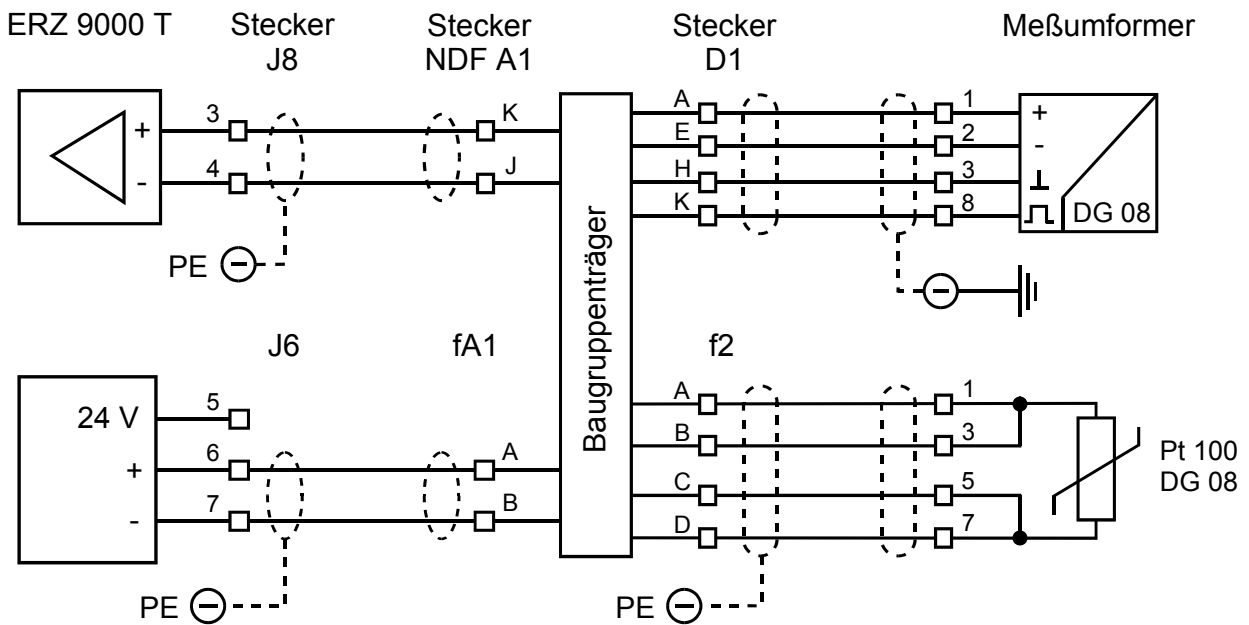 ERZ 9000 T
Stecker
J8
Stecker
NDF A1
Stecker
D1
Meßumformer
3
4
+
-
K
J
PE
Baugruppenträger
A
E
H
K
1
2
3
8
+
-
DG 08
J6
fA1
f2
24 V
+
-
5
6
7
A
B
PE
A
B
C
D
PE
1
3
5
7
Pt 100
DG 08